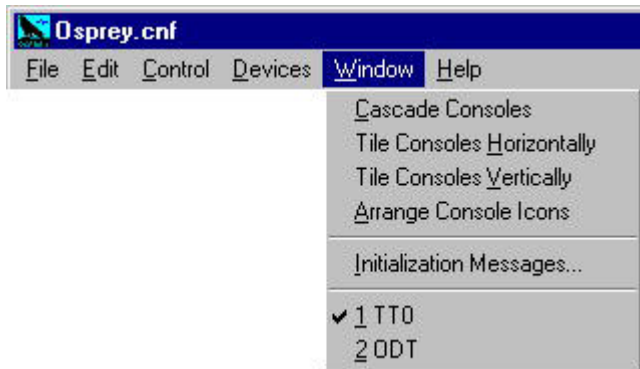 Osprey.cnf
File Edit Control Devices Window Help
Cascade Consoles
Tile Consoles Horizontally
Tile Consoles Vertically
Arrange Console Icons
Initialization Messages...
1 TT0
2 ODT